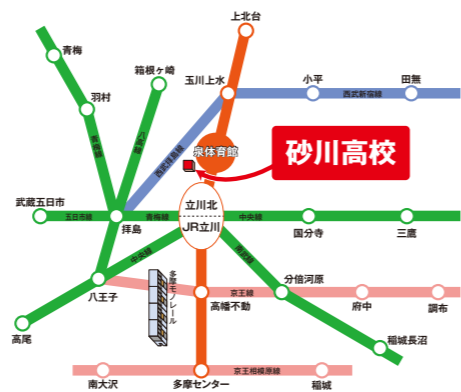 上北台
青梅
箱根ヶ崎
玉川上水
小平
田無
西武新宿線
羽村
青梅線
八高線
西武拝島線
泉体育館
砂川高校
武蔵五日市
五日市線
拝島
青梅線
立川北
JR立川
中央線
国分寺
三鷹
中央線
南武線
八王子
多摩モノレール
高幡不動
京王線
分倍河原
府中
調布
高尾
稲城長沼
南大沢
多摩センター
京王相模原線
稲城